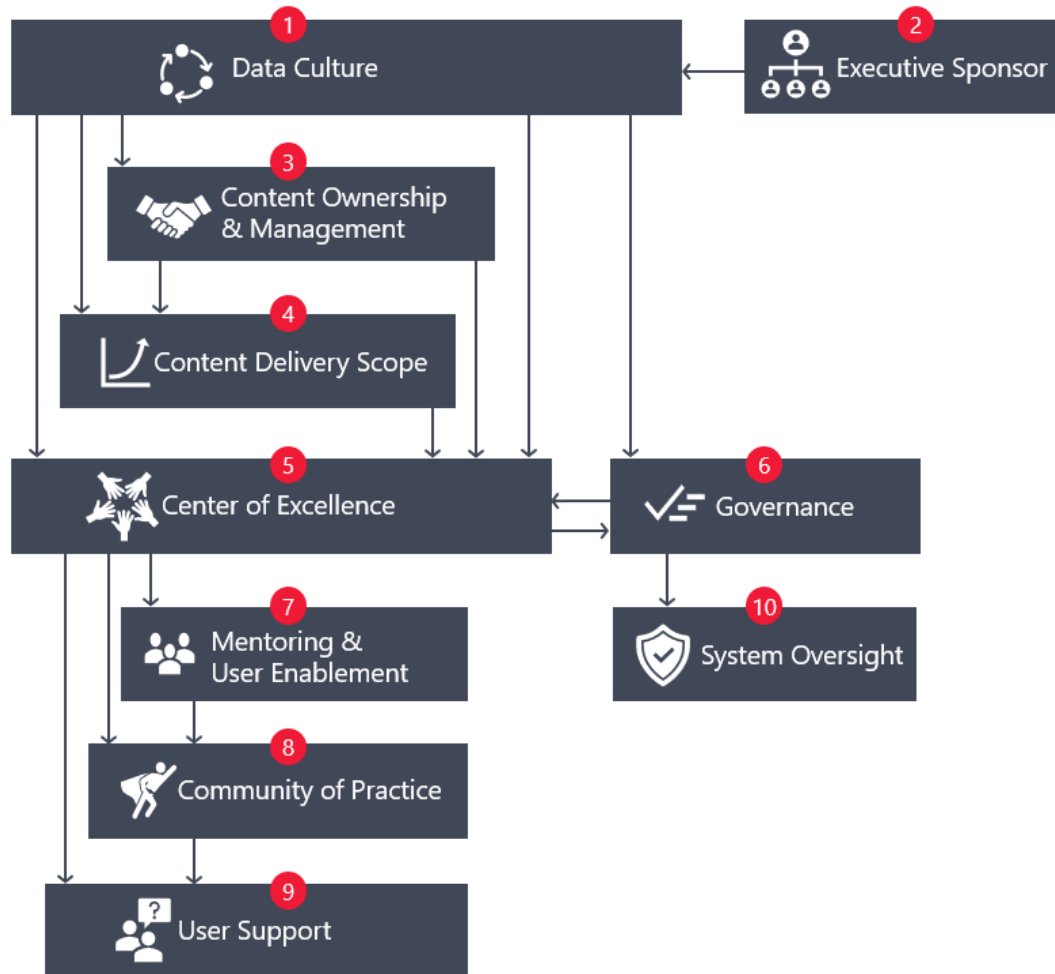 1
Data Culture
2
Executive Sponsor
3
Content Ownership
& Management
4
Content Delivery Scope
5
Center of Excellence
6
Governance
7
Mentoring &
User Enablement
10
System Oversight
8
Community of Practice
9
?
User Support